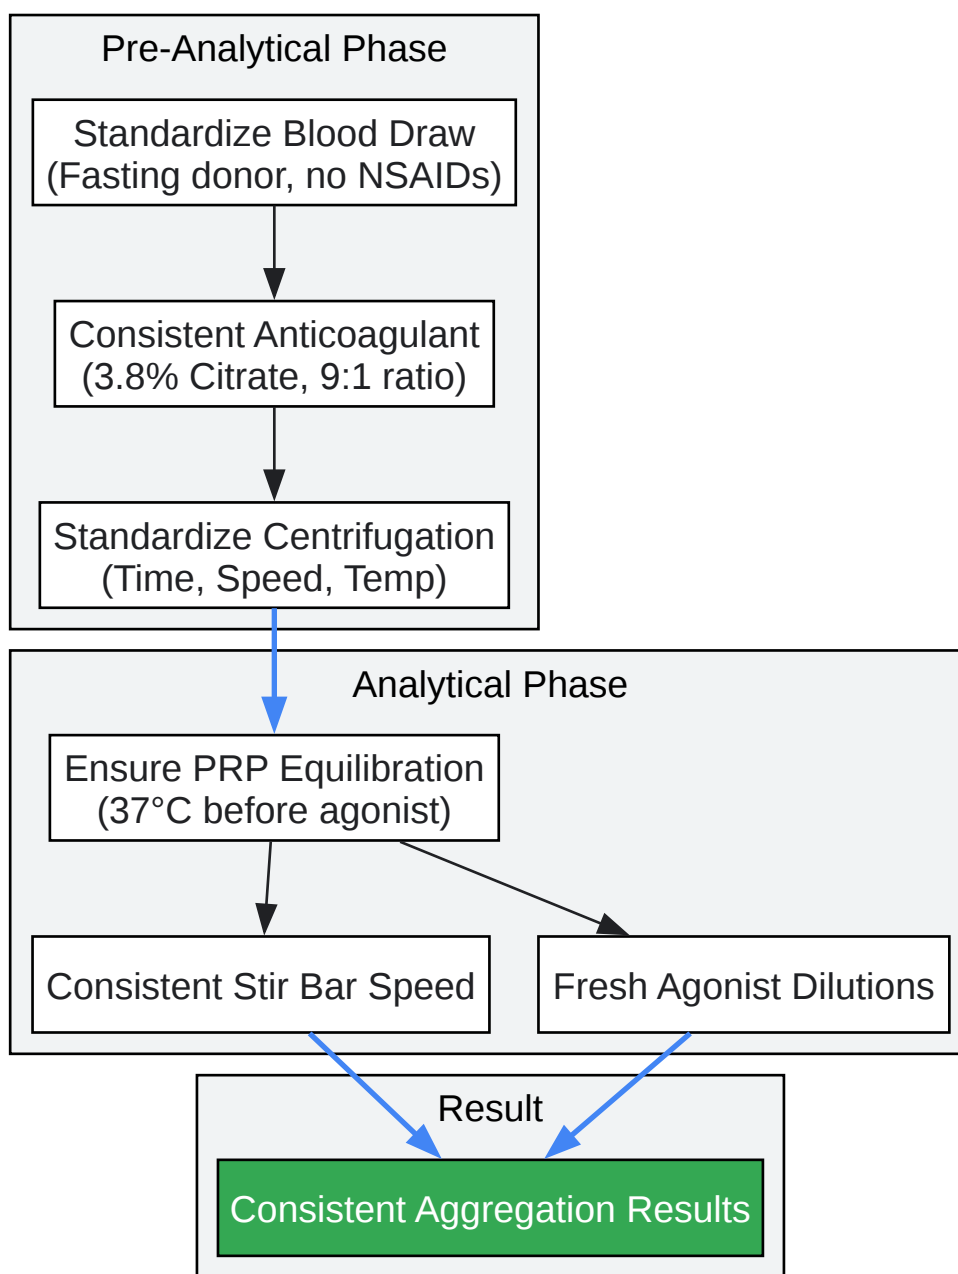 Pre-Analytical Phase
Standardize Blood Draw
(Fasting donor, no NSAIDs)
Consistent Anticoagulant
(3.8% Citrate, 9:1 ratio)
Standardize Centrifugation
(Time, Speed, Temp)
Analytical Phase
Ensure PRP Equilibration
(37°C before agonist)
Consistent Stir Bar Speed
Fresh Agonist Dilutions
Result
Consistent Aggregation Results